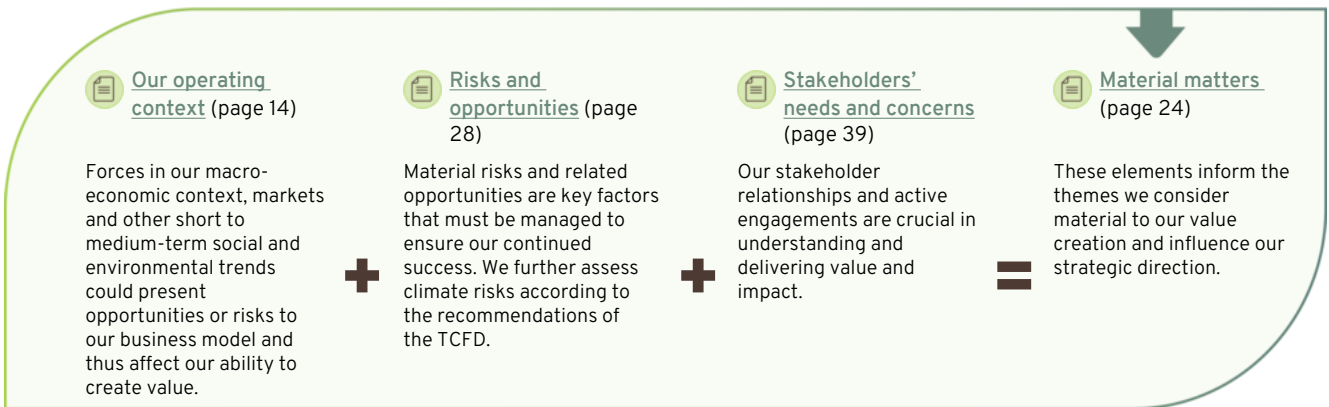 Our operating
context (page 14)
Forces in our macro-
economic context, markets
and other short to
medium-term social and
environmental trends
could present
opportunities or risks to
our business model and
thus affect our ability to
create value.
+
Risks and
opportunities (page
28)
Material risks and related
opportunities are key factors
that must be managed to
ensure our continued
success. We further assess
climate risks according to
the recommendations of
the TCFD.
+
Stakeholders’
needs and concerns
(page 39)
Our stakeholder
relationships and active
engagements are crucial in
understanding and
delivering value and
impact.
=
Material matters
(page 24)
These elements inform the
themes we consider
material to our value
creation and influence our
strategic direction.